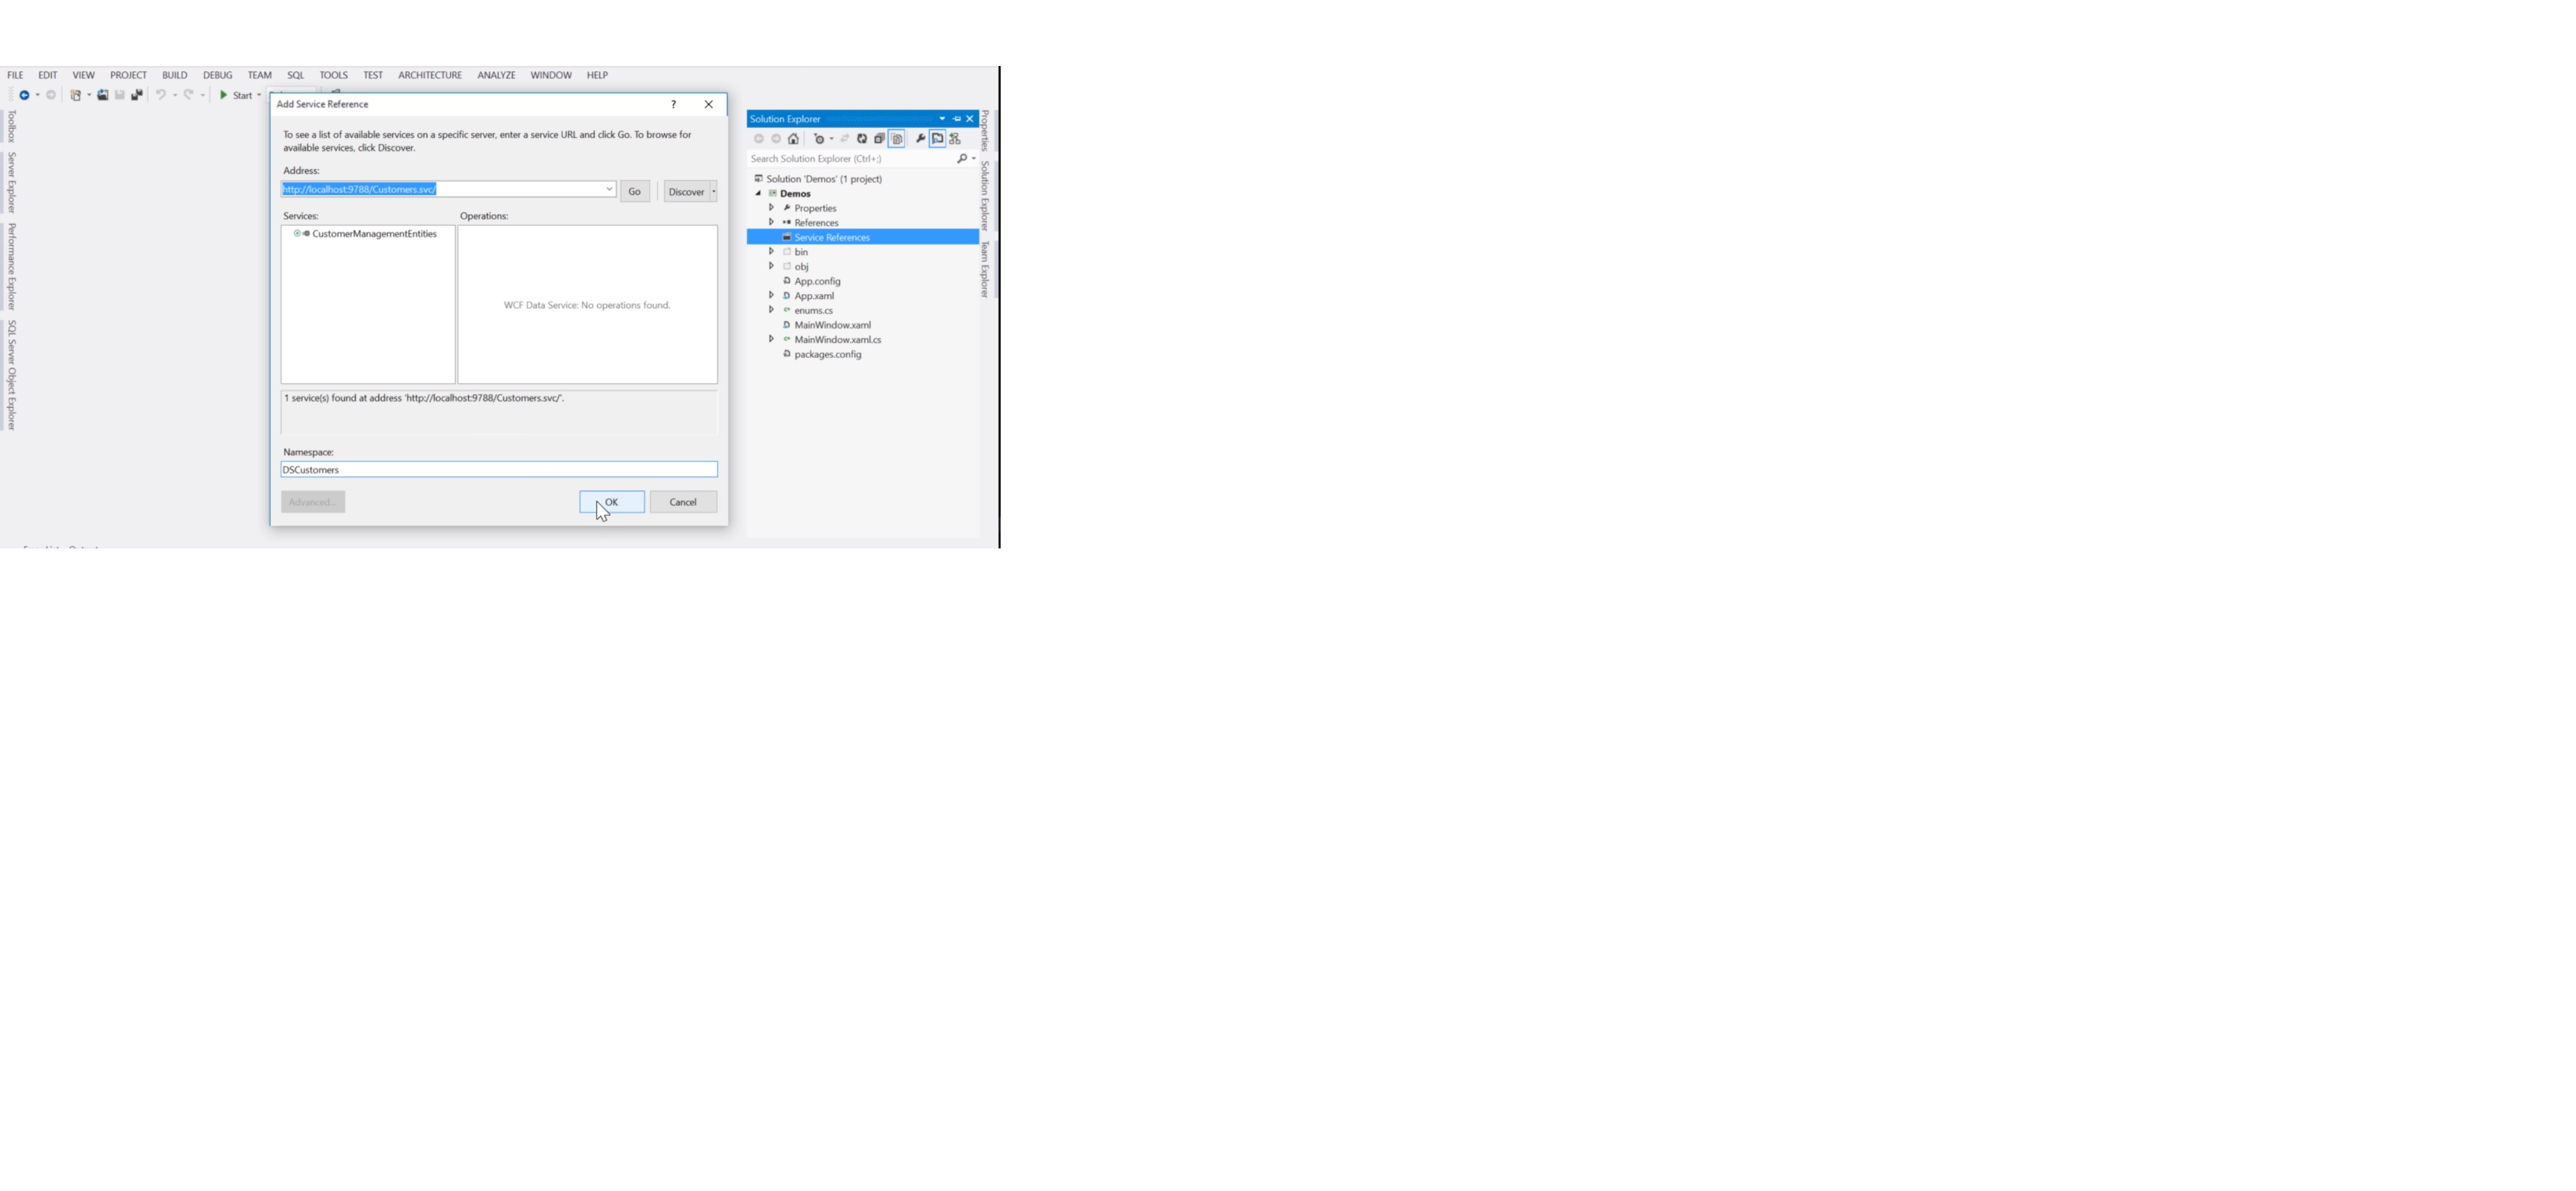 FILE EDIT VIEW PROJECT BUILD DEBUG TEAM SQL TOOLS TEST ARCHITECTURE ANALYZE WINDOW HELP
Start
Add Service Reference
?
To see a list of available services on a specific server, enter a service URL and click Go. To browse for
available services, click Discover.
Address:
http://localhost:9788/Customers.svc/
Go
Discover
Services:
Operations:
CustomerManagementEntities
WCF Data Service: No operations found.
1 service(s) found at address 'http://localhost:9788/Customers.svc/'.
Namespace:
DSCustomers
Advanced...
OK
Cancel
Toolbox
Server Explorer
Performance Explorer
SQL Server Object Explorer
Solution Explorer
Search Solution Explorer (Ctrl+;)
Solution 'Demos' (1 project)
Demos
Properties
References
Service References
bin
obj
App.config
App.xaml
enums.cs
MainWindow.xaml
MainWindow.xaml.cs
packages.config
Properties
Solution Explorer
Team Explorer